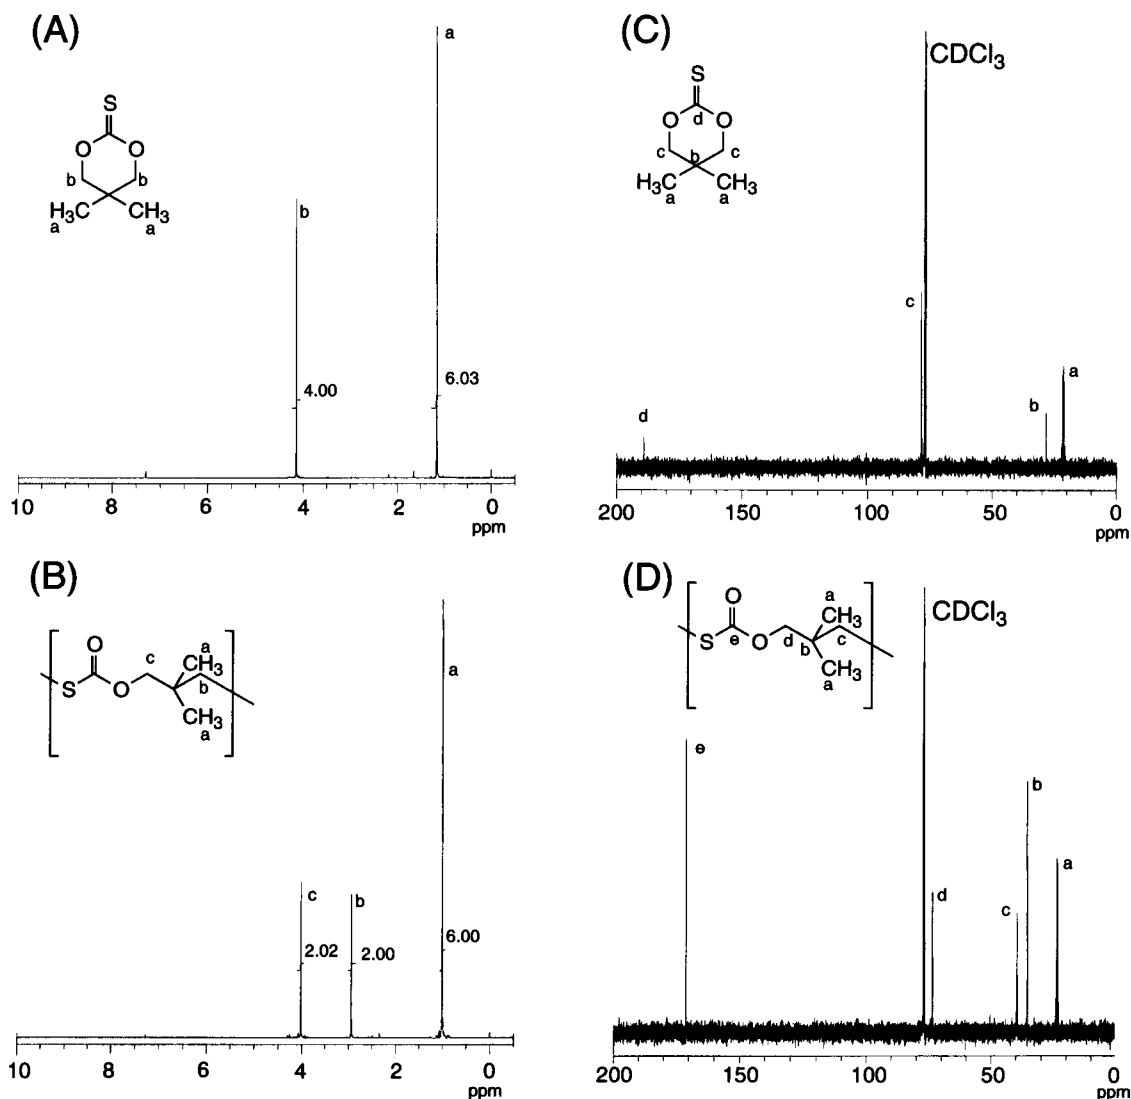 (A)
a
S
O O
b b
H3C CH3
a a
b
4.00
6.03
10 8 6 4 2 0
ppm
(C)
CDCl3
S
O d O
c b c
H3C CH3
a a
c
d
b
a
200 150 100 50 0
ppm
(B)
a
O
c
a
CH3
S O
b
CH3
a
c
b
2.02
2.00
6.00
10 8 6 4 2 0
ppm
(D)
CDCl3
O
a
CH3
S e O d b c
CH3
a
e
b
a
d
c
200 150 100 50 0
ppm